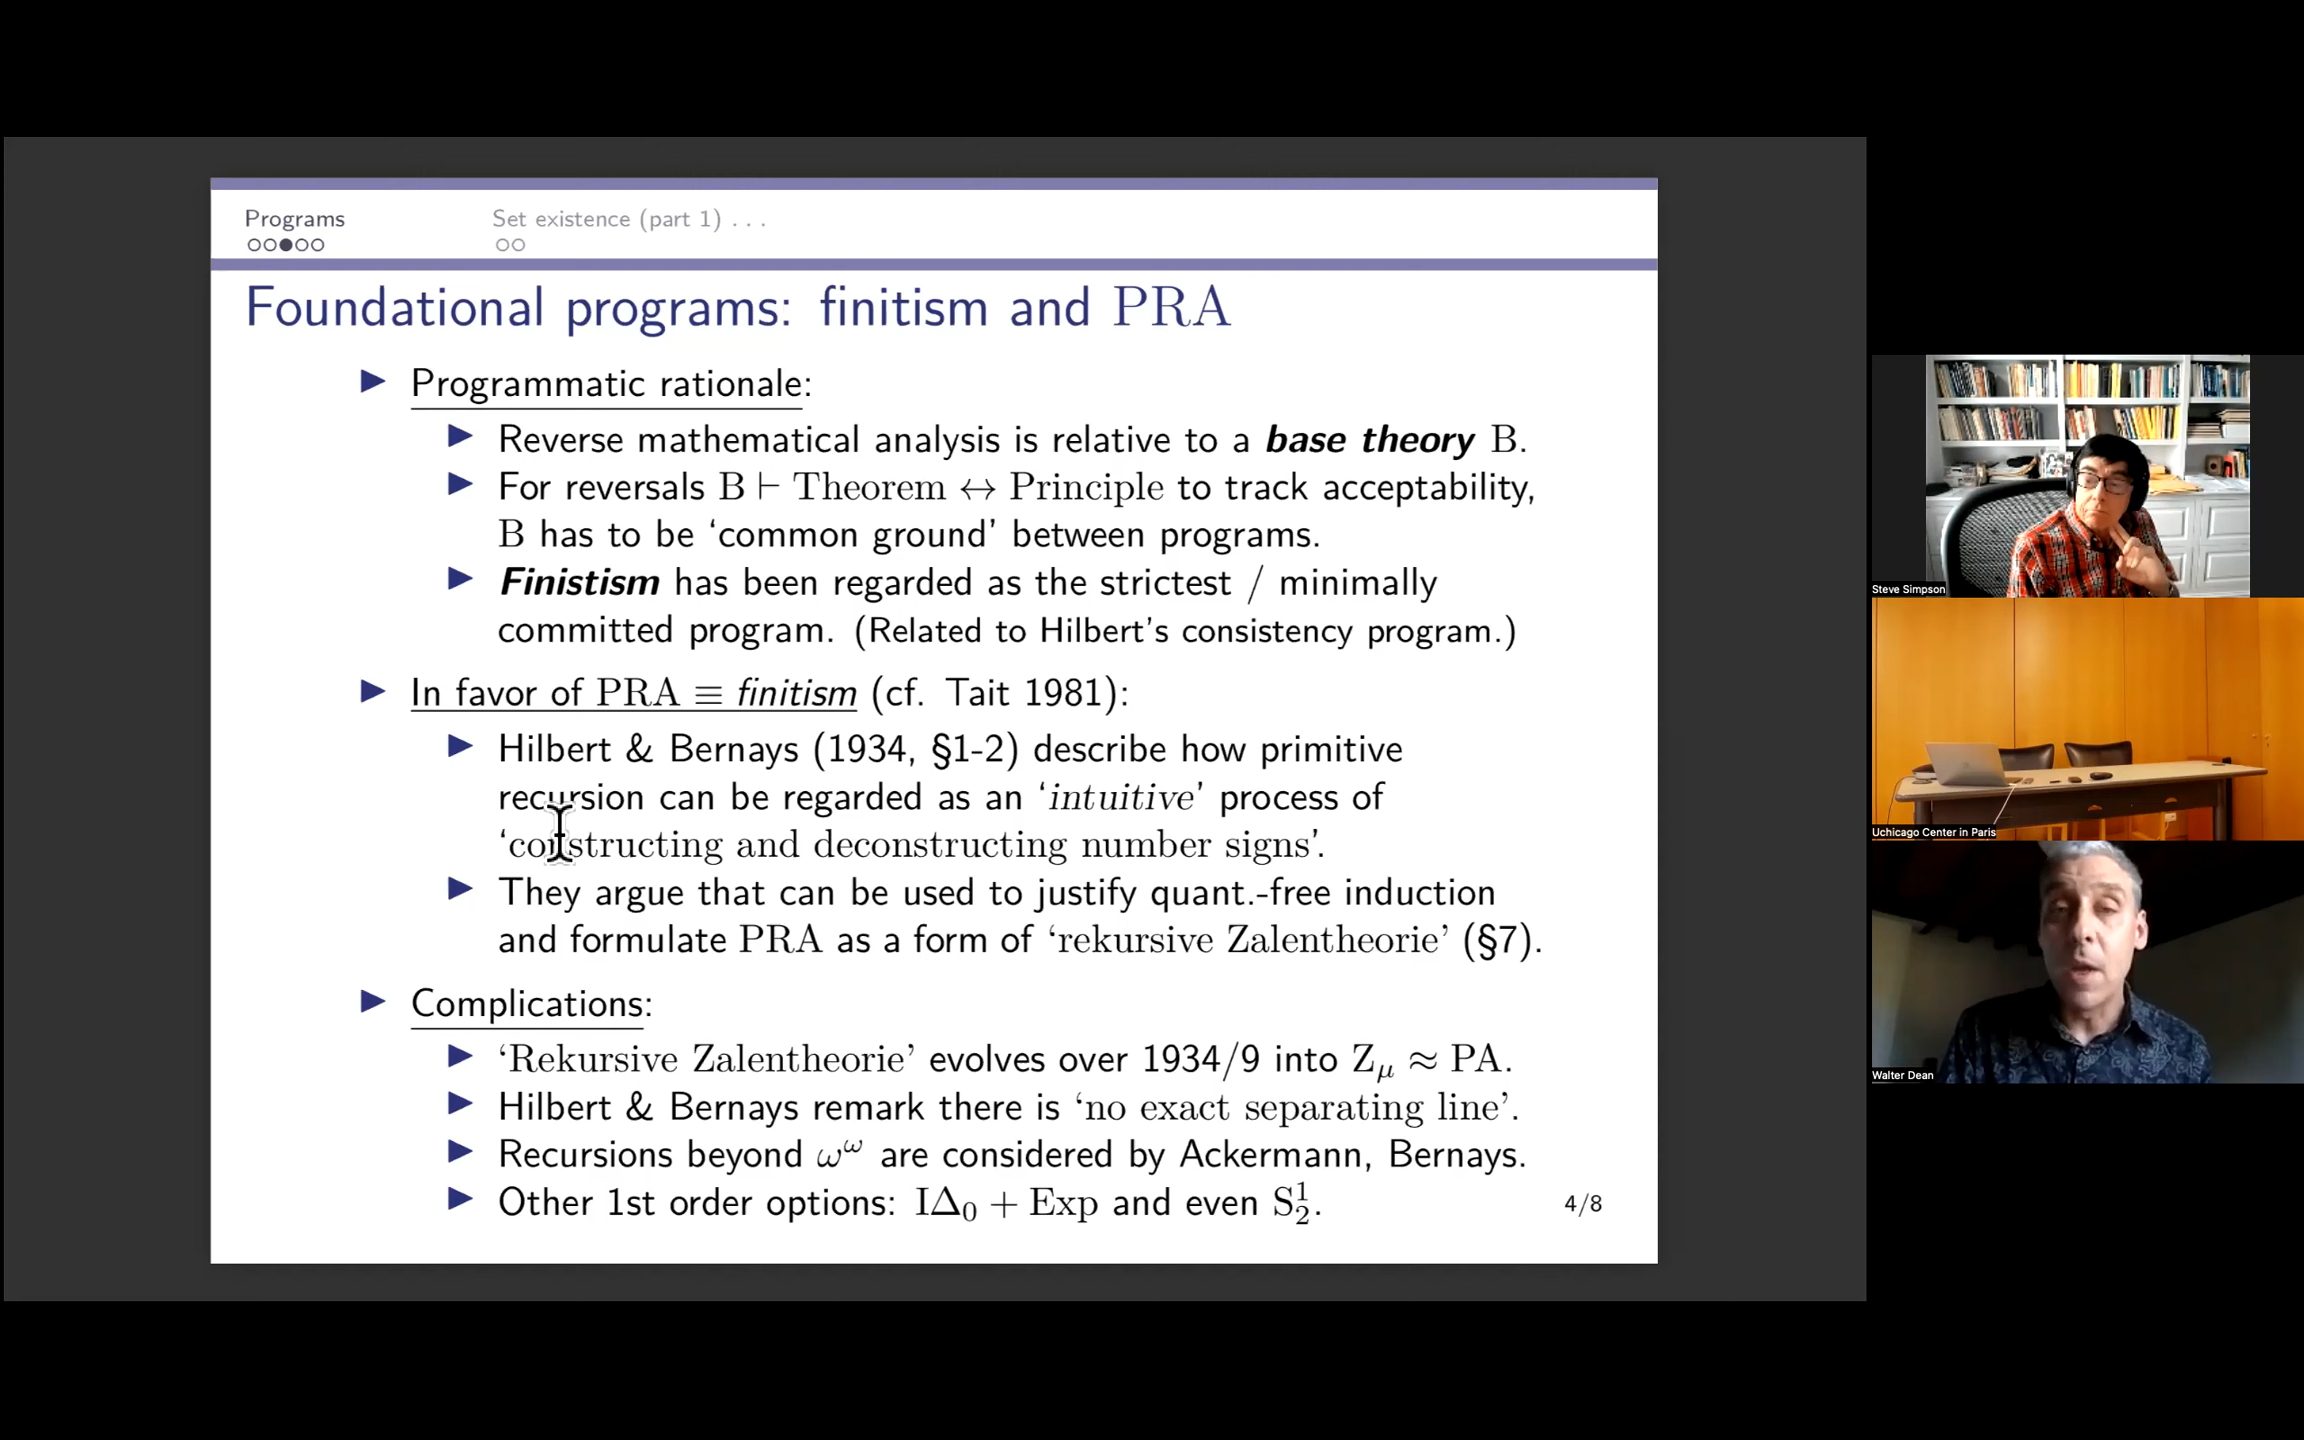 Programs
Set existence (part 1) . . .
Foundational programs: finitism and PRA
Programmatic rationale:
Reverse mathematical analysis is relative to a base theory B.
For reversals B ⊢ Theorem ↔ Principle to track acceptability,
B has to be ‘common ground’ between programs.
Finistism has been regarded as the strictest / minimally
committed program. (Related to Hilbert’s consistency program.)
In favor of PRA ≡ finitism (cf. Tait 1981):
Hilbert & Bernays (1934, §1-2) describe how primitive
recursion can be regarded as an ‘intuitive’ process of
‘constructing and deconstructing number signs’.
They argue that can be used to justify quant.-free induction
and formulate PRA as a form of ‘rekursive Zalentheorie’ (§7).
Complications:
‘Rekursive Zalentheorie’ evolves over 1934/9 into Z_μ ≈ PA.
Hilbert & Bernays remark there is ‘no exact separating line’.
Recursions beyond ω^ω are considered by Ackermann, Bernays.
Other 1st order options: IΔ₀ + Exp and even S¹₂.
4/8
Steve Simpson
Uchicago Center in Paris
Walter Dean